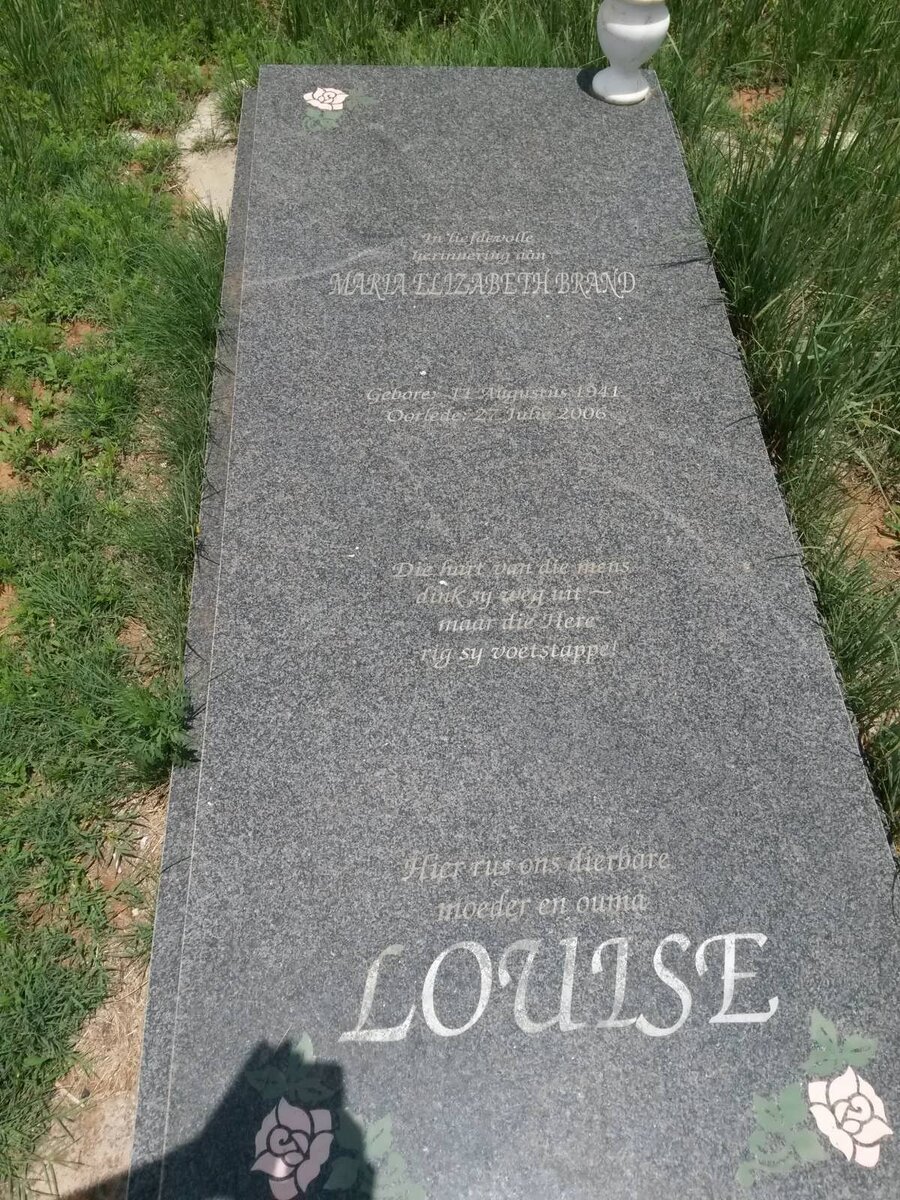 In liefdevolle
herinnering aan
MARIA ELIZABETH BRAND
Gebore: 11 Augustus 1941
Oorlede: 27 Julie 2006
Die hart van die mens
dink sy weg uit —
maar die Here
rig sy voetstappe!
Hier rus ons dierbare
moeder en ouma
LOUISE